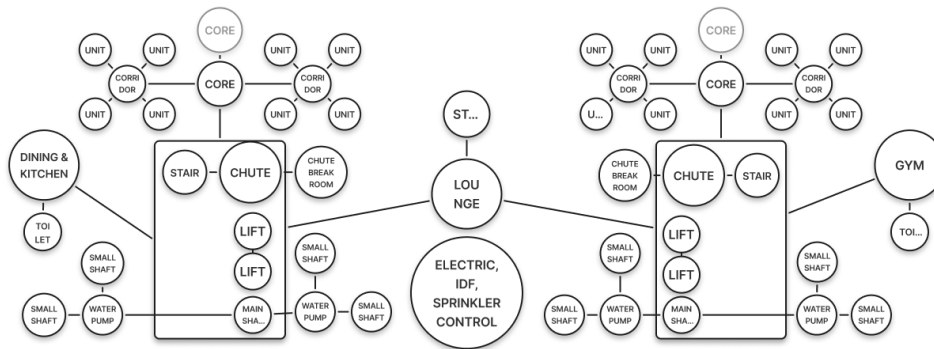 CORE
UNIT
UNIT
UNIT
UNIT
CORRI
DOR
CORE
CORRI
DOR
UNIT
UNIT
UNIT
UNIT
DINING &
KITCHEN
TOI
LET
STAIR
CHUTE
CHUTE
BREAK
ROOM
LIFT
LIFT
SMALL
SHAFT
SMALL
SHAFT
WATER
PUMP
MAIN
SHA...
SMALL
SHAFT
WATER
PUMP
SMALL
SHAFT
ST...
LOU
NGE
ELECTRIC,
IDF,
SPRINKLER
CONTROL
CORE
UNIT
UNIT
UNIT
UNIT
CORRI
DOR
CORE
CORRI
DOR
U...
UNIT
UNIT
UNIT
CHUTE
BREAK
ROOM
CHUTE
STAIR
GYM
TOI...
LIFT
LIFT
SMALL
SHAFT
SMALL
SHAFT
WATER
PUMP
MAIN
SHA...
SMALL
SHAFT
WATER
PUMP
SMALL
SHAFT